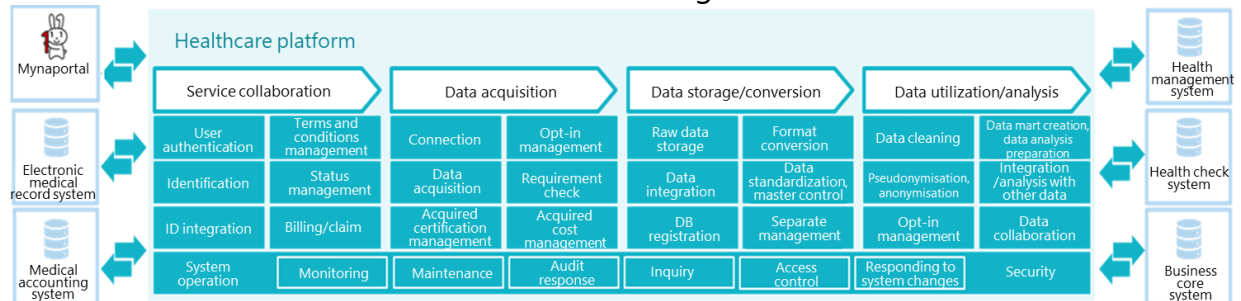 Mynaportal
Electronic
medical
record system
Medical
accounting
system
Healthcare platform
Service collaboration
Data acquisition
Data storage/conversion
Data utilization/analysis
User
authentication
Terms and
conditions
management
Connection
Opt-in
management
Raw data
storage
Format
conversion
Data cleaning
Data mart creation,
data analysis
preparation
Identification
Status
management
Data
acquisition
Requirement
check
Data
integration
Data
standardization,
master control
Pseudonymisation,
anonymisation
Integration
/analysis with
other data
ID integration
Billing/claim
Acquired
certification
management
Acquired
cost
management
DB
registration
Separate
management
Opt-in
management
Data
collaboration
System
operation
Monitoring
Maintenance
Audit
response
Inquiry
Access
control
Responding to
system changes
Security
Health
management
system
Health check
system
Business
core
system